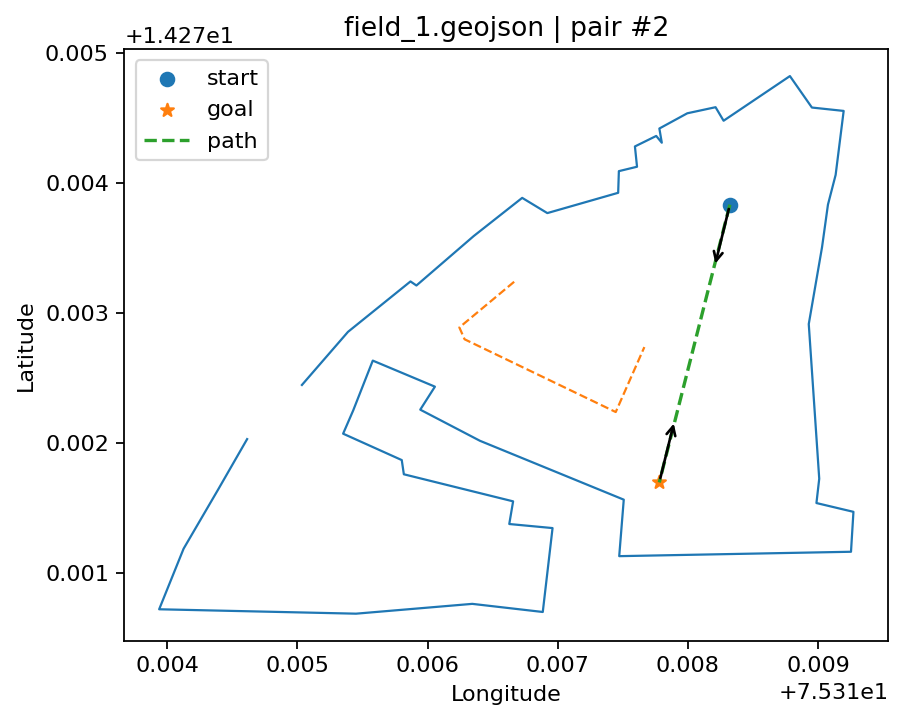 field_1.geojson | pair #2
+1.427e1
0.005
0.004
0.003
0.002
0.001
Latitude
start
goal
path
0.004 0.005 0.006 0.007 0.008 0.009
+7.531e1
Longitude